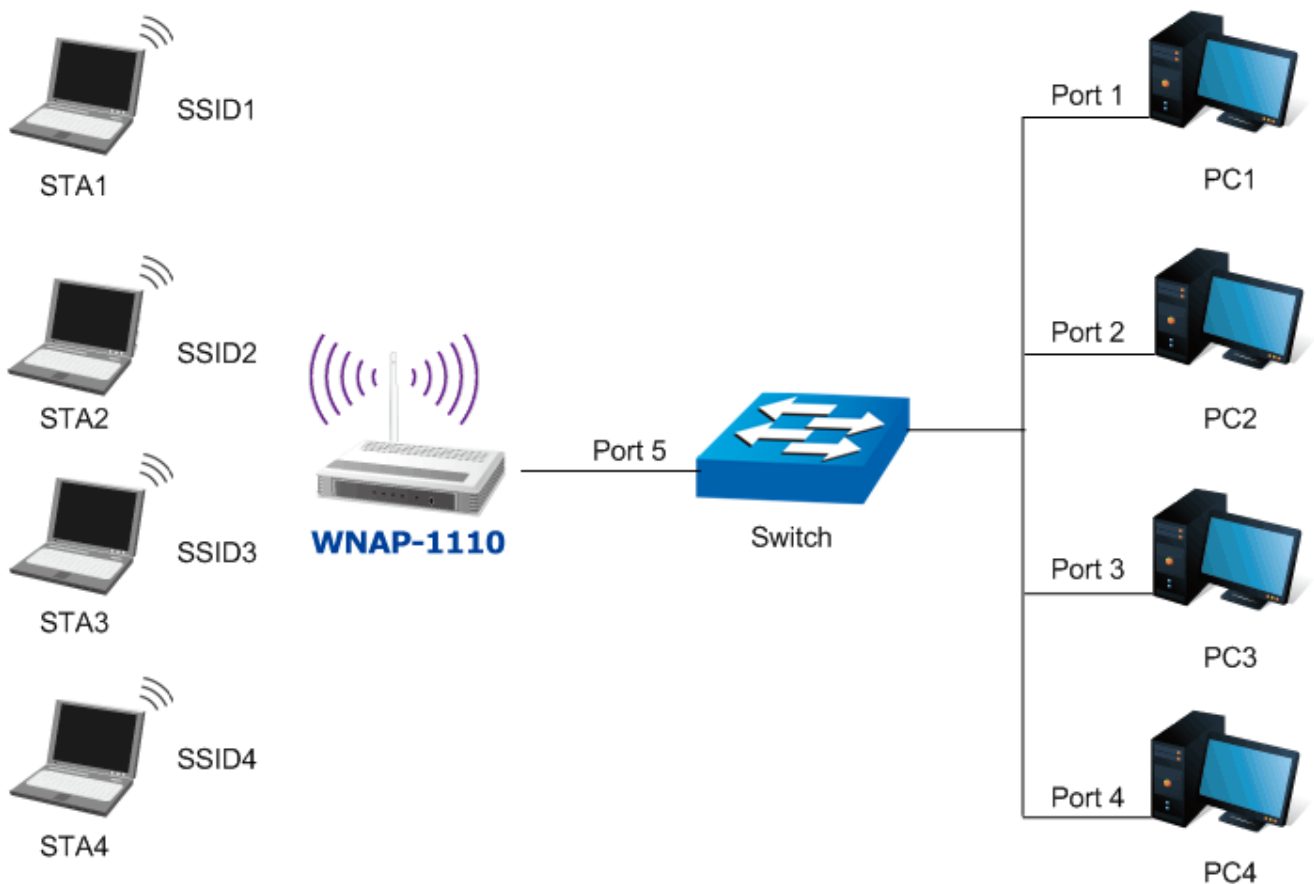 SSID1
STA1
SSID2
STA2
SSID3
STA3
SSID4
STA4
WNAP-1110
Port 5
Switch
Port 1
PC1
Port 2
PC2
Port 3
PC3
Port 4
PC4